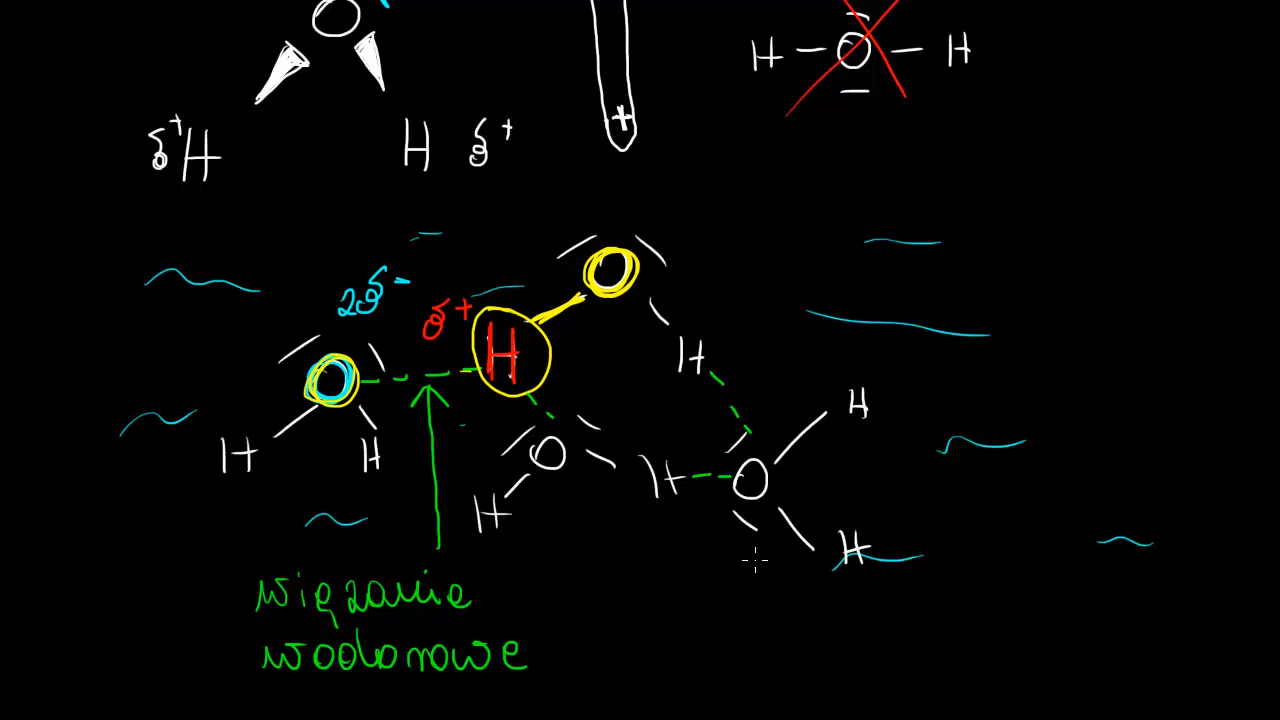 H – O – H
+
δ+ H H δ+
O
2δ- δ+ H
O H
H H O H
H H O
H
wiązanie
wodorowe